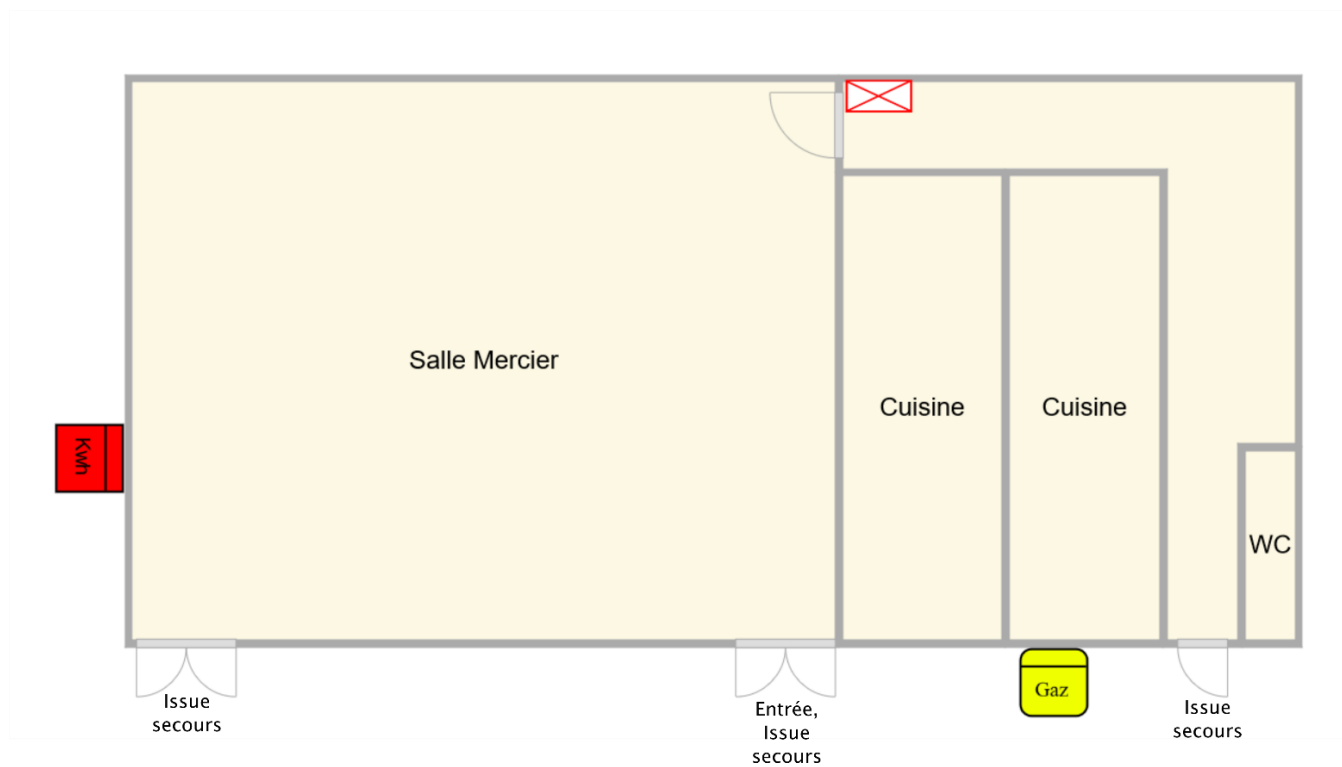 Salle Mercier
Cuisine
Cuisine
Kwh
WC
Gaz
Issue
secours
Entrée,
Issue
secours
Issue
secours